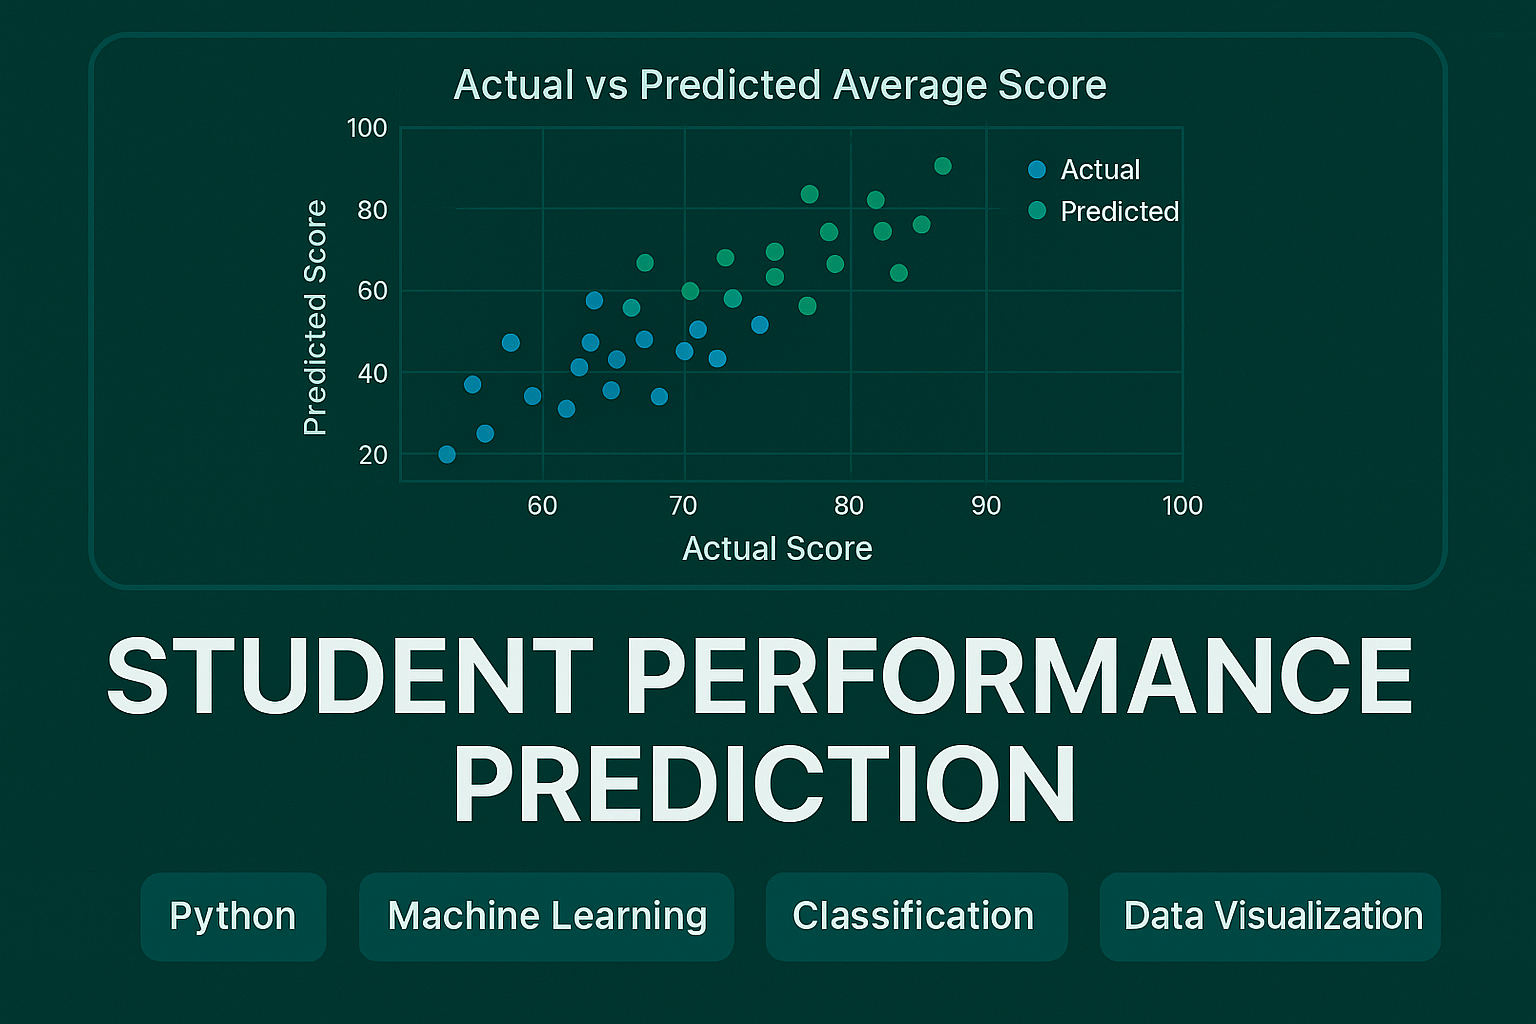 Actual vs Predicted Average Score
100
80
60
40
20
Predicted Score
Actual
Predicted
60 70 80 90 100
Actual Score
STUDENT PERFORMANCE
PREDICTION
Python
Machine Learning
Classification
Data Visualization